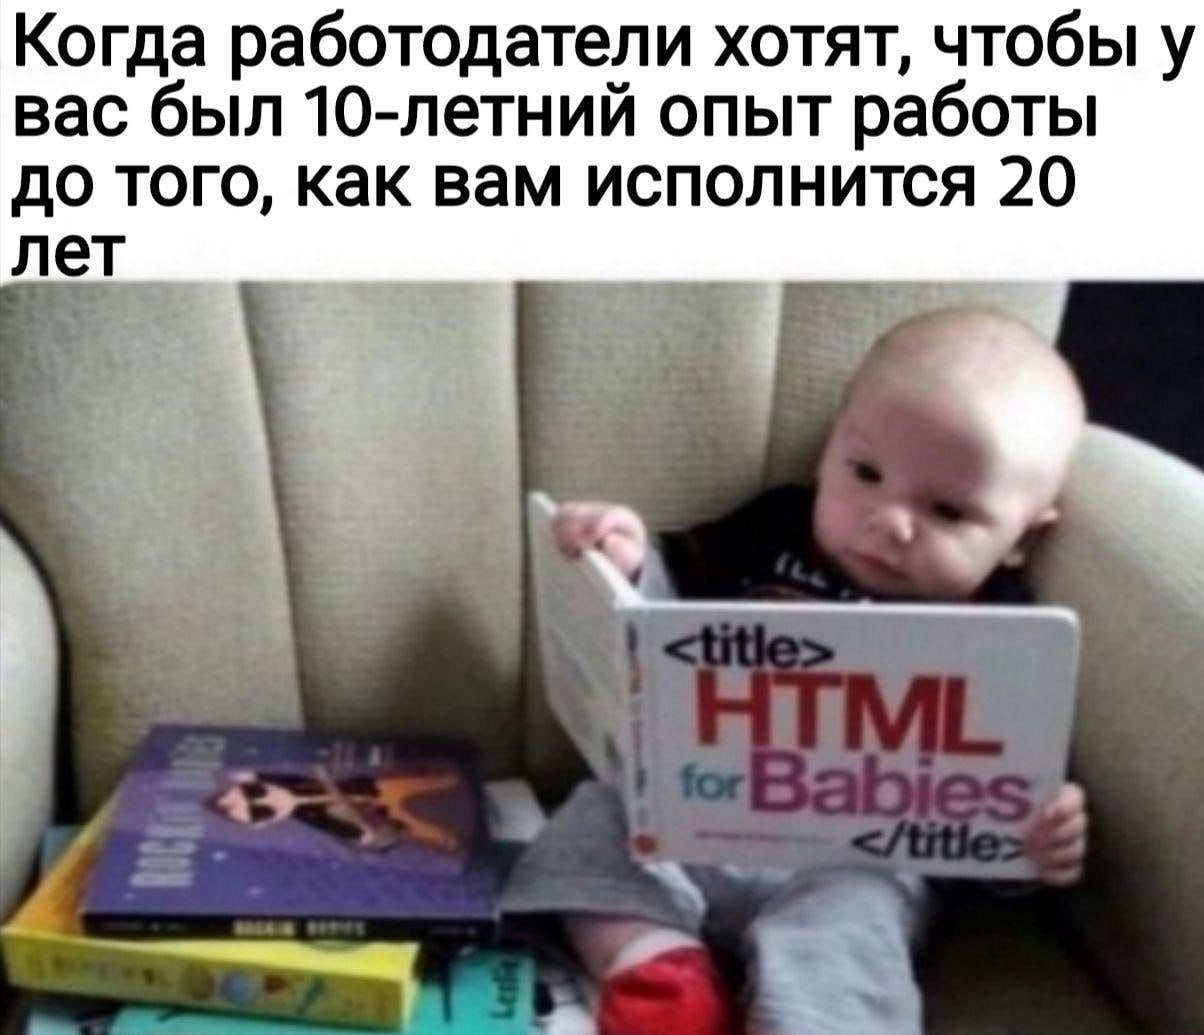 Когда работодатели хотят, чтобы у
вас был 10-летний опыт работы
до того, как вам исполнится 20
лет
<title>
HTML
for Babies
</title>